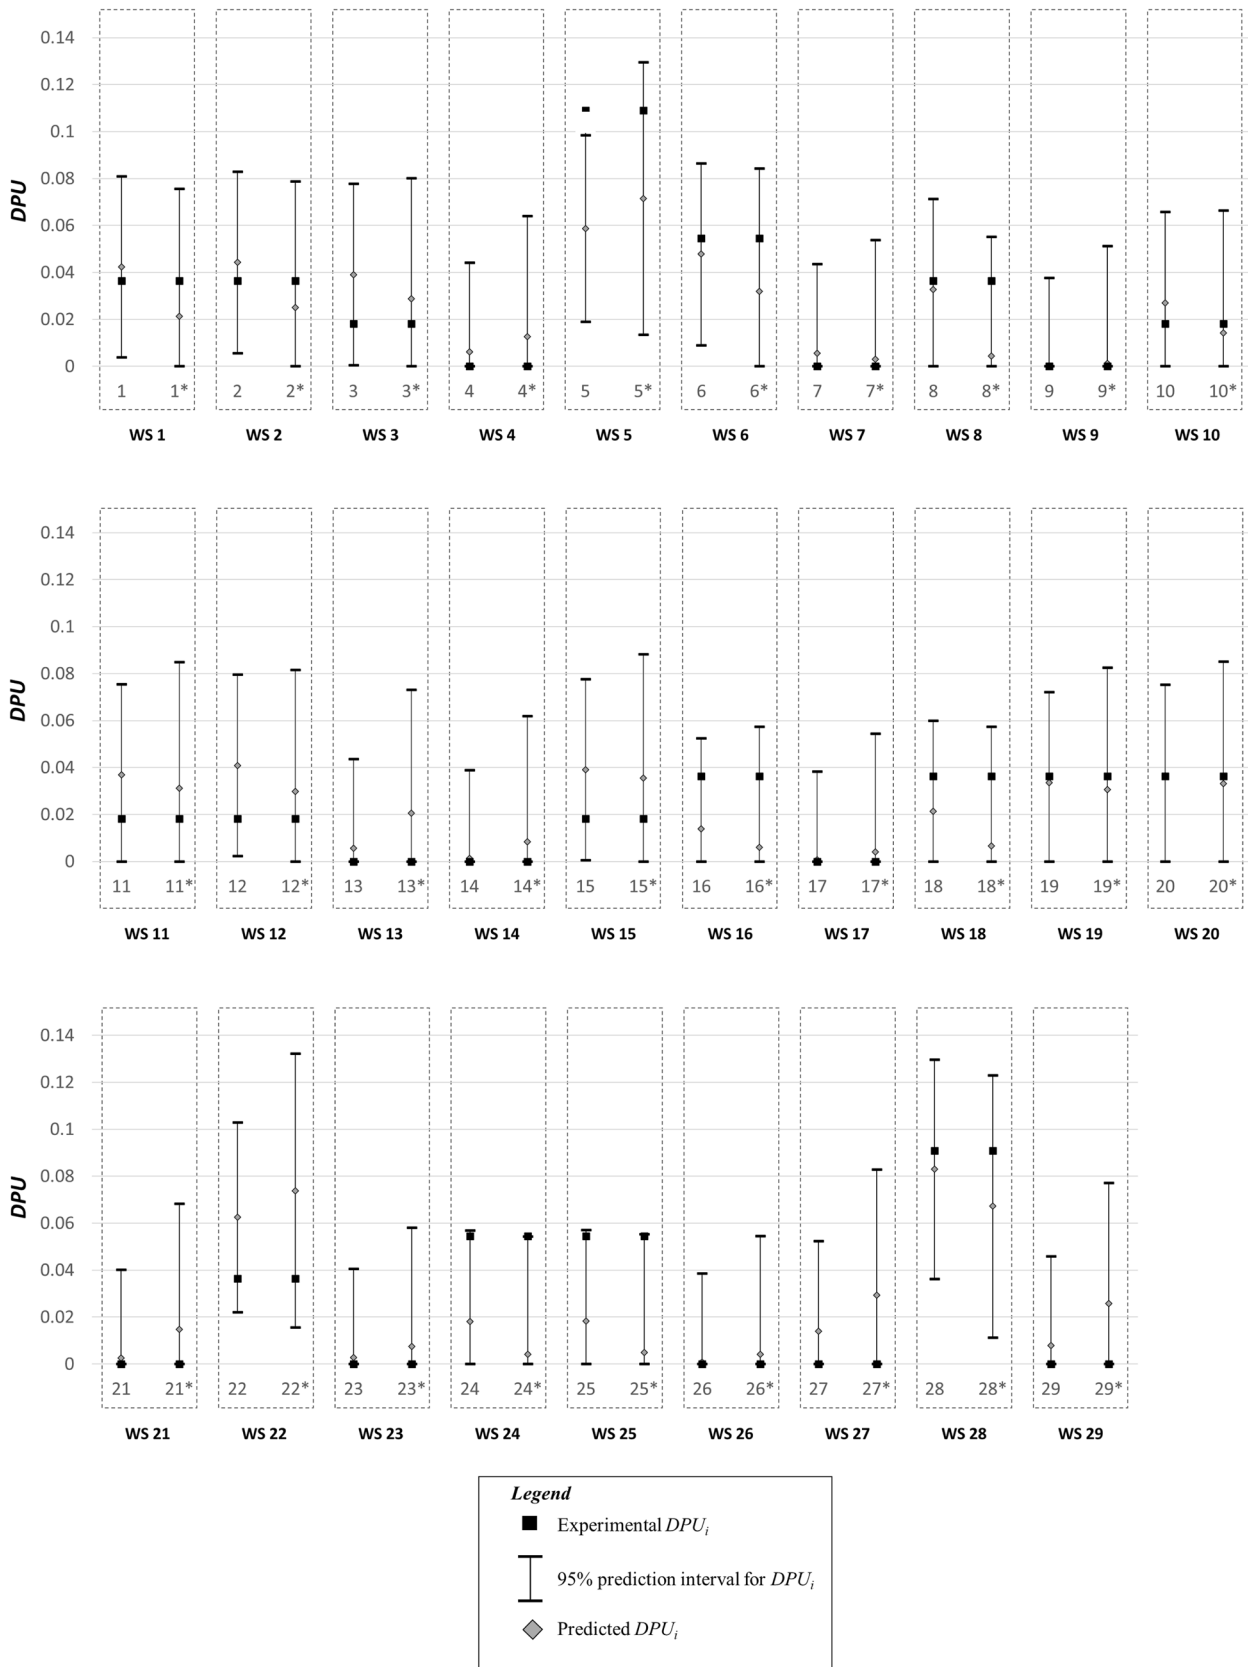 0.14
0.12
0.1
0.08
0.06
0.04
0.02
0
DPU
1 1* 2 2* 3 3* 4 4* 5 5* 6 6* 7 7* 8 8* 9 9* 10 10*
WS 1 WS 2 WS 3 WS 4 WS 5 WS 6 WS 7 WS 8 WS 9 WS 10
0.14
0.12
0.1
0.08
0.06
0.04
0.02
0
DPU
11 11* 12 12* 13 13* 14 14* 15 15* 16 16* 17 17* 18 18* 19 19* 20 20*
WS 11 WS 12 WS 13 WS 14 WS 15 WS 16 WS 17 WS 18 WS 19 WS 20
0.14
0.12
0.1
0.08
0.06
0.04
0.02
0
DPU
21 21* 22 22* 23 23* 24 24* 25 25* 26 26* 27 27* 28 28* 29 29*
WS 21 WS 22 WS 23 WS 24 WS 25 WS 26 WS 27 WS 28 WS 29
Legend
Experimental DPUi
95% prediction interval for DPUi
Predicted DPUi